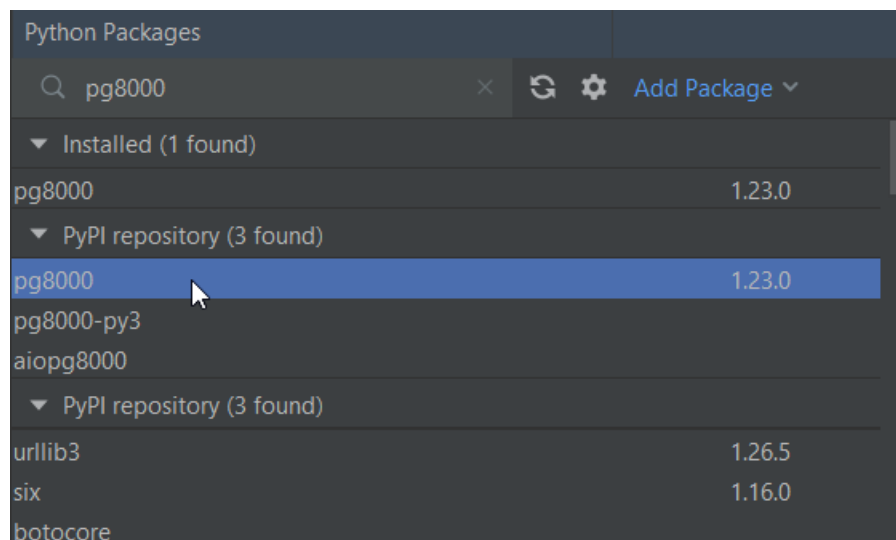 Python Packages
pg8000 Add Package
Installed (1 found)
pg8000 1.23.0
PyPI repository (3 found)
pg8000 1.23.0
pg8000-py3
aiopg8000
PyPI repository (3 found)
urllib3 1.26.5
six 1.16.0
botocore